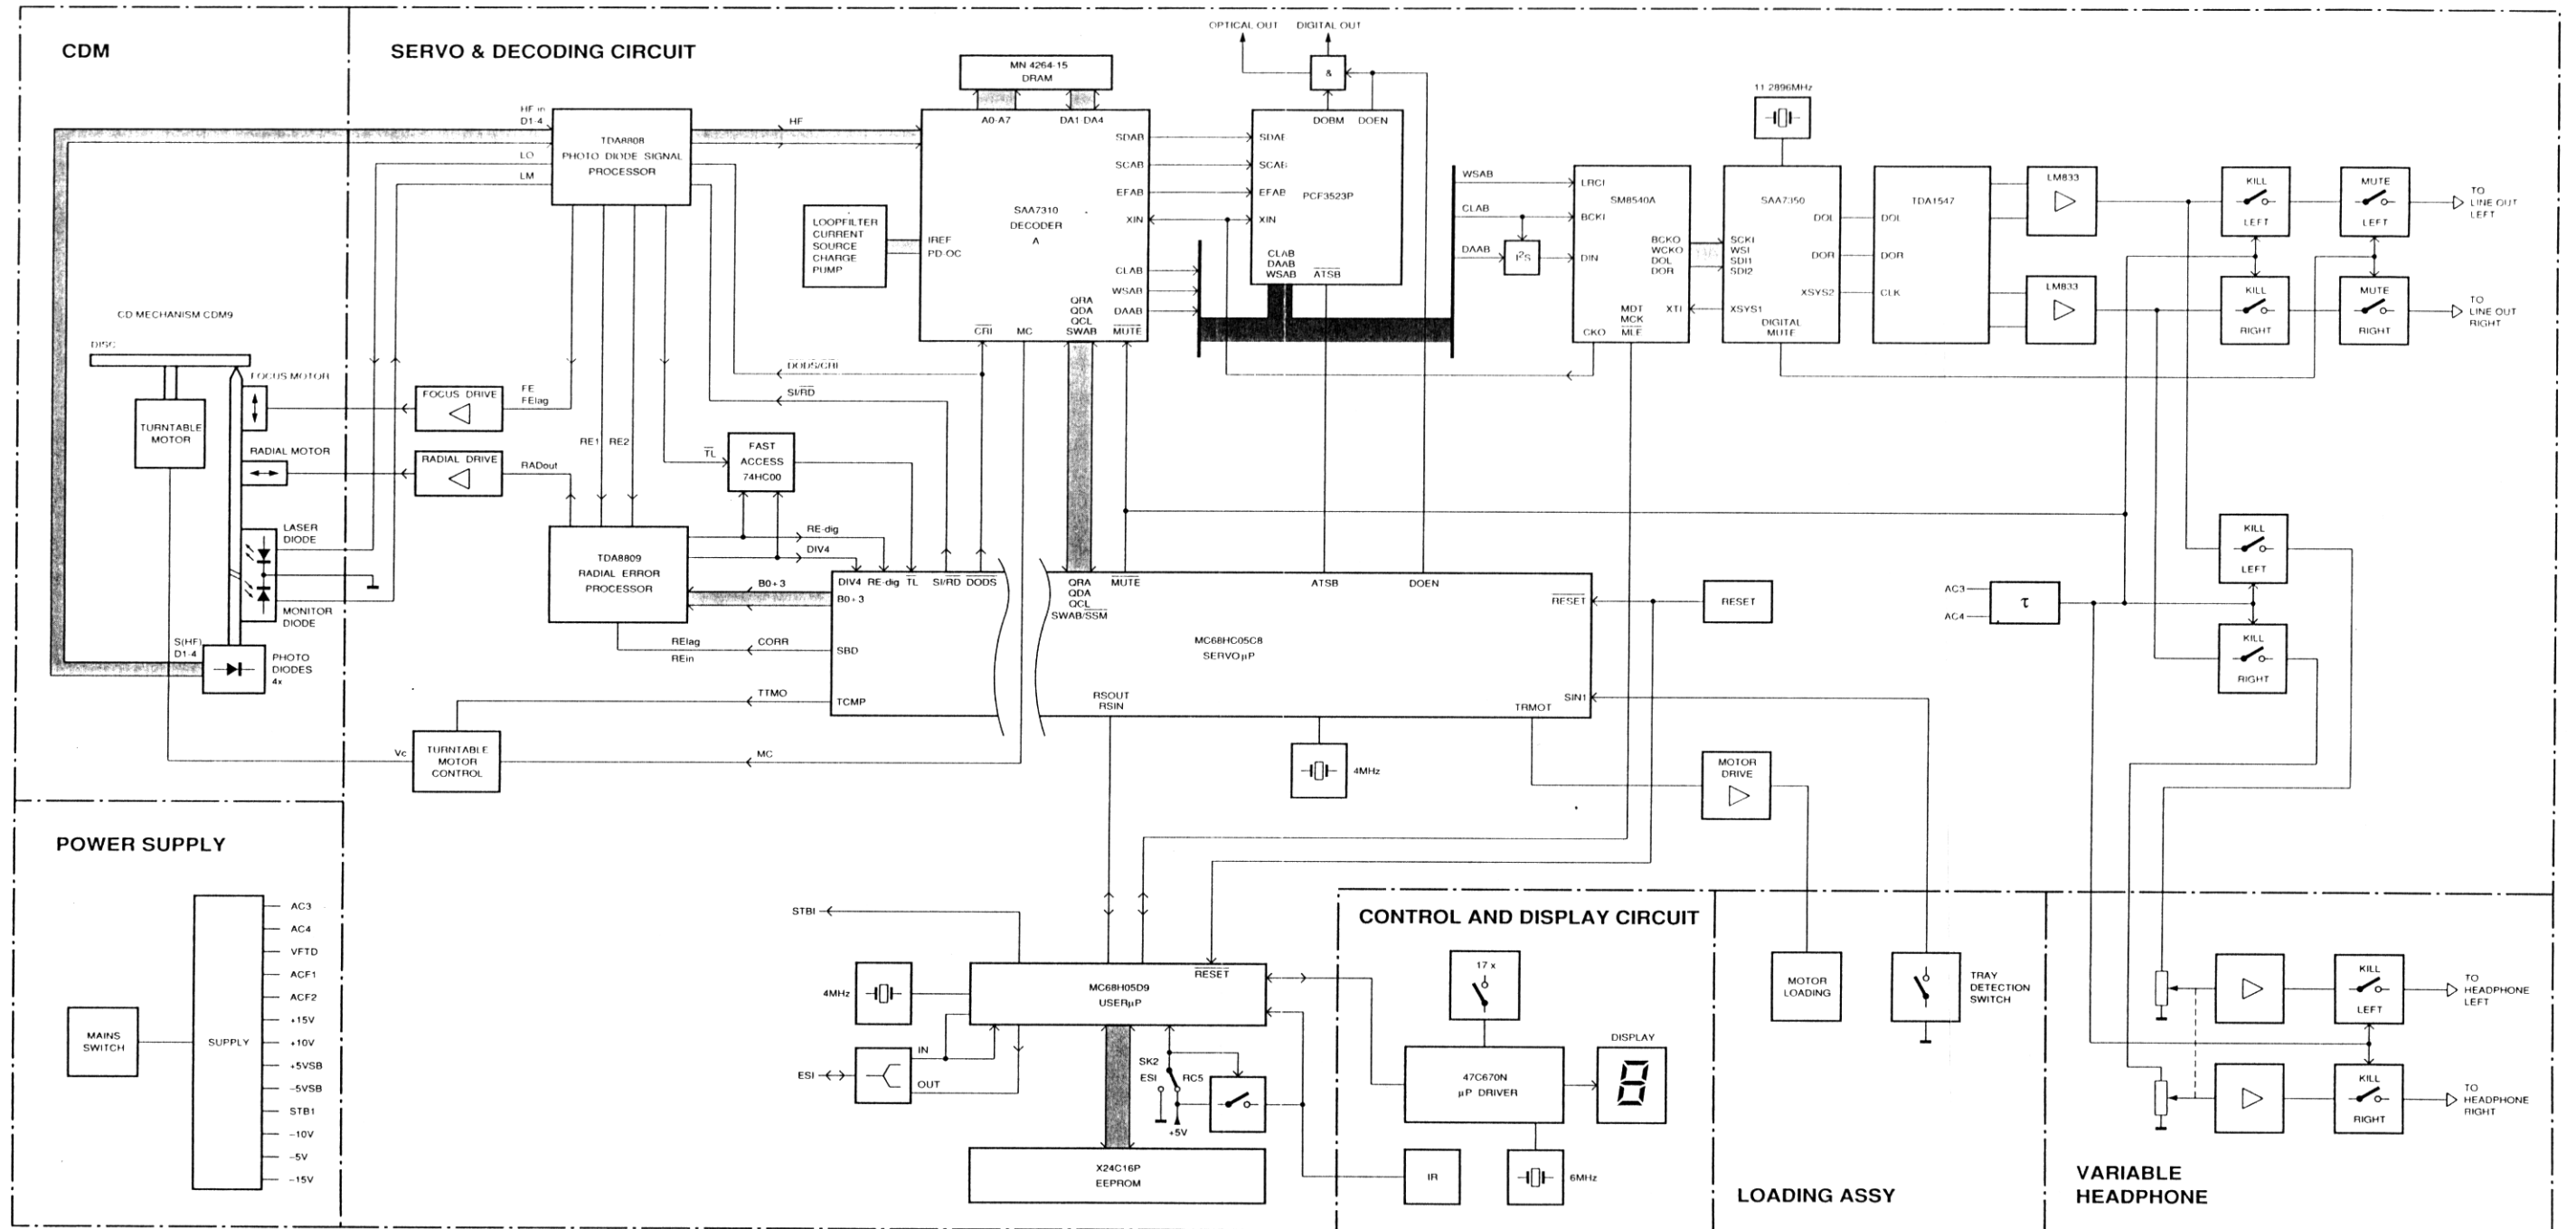 CDM
SERVO & DECODING CIRCUIT
OPTICAL OUT
DIGITAL OUT
MN 4264-15
DRAM
&
11.2896MHz
HF in
D1-4
LO
LM
TDA8808
PHOTO DIODE SIGNAL
PROCESSOR
HF
A0-A7
DA1-DA4
SDAB
SCAB
EFAB
XIN
SAA7310
DECODER
A
IREF
PD-OC
CLAB
WSAB
DAAB
QRA
QDA
QCL
SWAB
MUTE
CRI
MC
LOOPFILTER
CURRENT
SOURCE
CHARGE
PUMP
DOBM
DOEN
SCAB
EFAB
XIN
PCF3523P
CLAB
DAAB
WSAB
ATSB
WSAB
CLAB
DAAB
I²S
LRCI
BCKI
DIN
SM8540A
BCKO
WCKO
DOL
DOR
MDT
MCK
MLE
XTI
CKO
SAA7350
SCKI
WSI
SDI1
SDI2
XSYS1
DOL
DOR
XSYS2
DIGITAL
MUTE
TDA1547
DOL
DOR
CLK
LM833
LM833
KILL
LEFT
MUTE
LEFT
TO
LINE OUT
LEFT
KILL
RIGHT
MUTE
RIGHT
TO
LINE OUT
RIGHT
CD MECHANISM CDM9
DISC
FOCUS MOTOR
TURNTABLE
MOTOR
RADIAL MOTOR
LASER
DIODE
MONITOR
DIODE
S(HF)
D1-4
PHOTO
DIODES
4x
FOCUS DRIVE
FE
FElag
RADIAL DRIVE
RADout
RE1
RE2
DODS/CRI
SI/RD
TL
FAST
ACCESS
74HC00
TDA8809
RADIAL ERROR
PROCESSOR
RE-dig
DIV4
B0÷3
RElag
CORR
REin
TTMO
DIV4
RE-dig
TL
SI/RD
DODS
B0÷3
SBD
TCMP
QRA
QDA
QCL
SWAB/SSM
MUTE
ATSB
DOEN
RESET
MC68HC05C8
SERVO µP
RSOUT
RSIN
TRMOT
SIN1
RESET
4MHz
Vc
TURNTABLE
MOTOR
CONTROL
MC
MOTOR
DRIVE
AC3
AC4
τ
KILL
LEFT
KILL
RIGHT
POWER SUPPLY
MAINS
SWITCH
SUPPLY
AC3
AC4
VFTD
ACF1
ACF2
+15V
+10V
+5VSB
-5VSB
STB1
-10V
-5V
-15V
STBI
4MHz
MC68H05D9
USER µP
RESET
ESI
IN
OUT
SK2
ESI
RC5
+5V
X24C16P
EEPROM
CONTROL AND DISPLAY CIRCUIT
17 x
47C670N
µP DRIVER
DISPLAY
8
IR
6MHz
MOTOR
LOADING
TRAY
DETECTION
SWITCH
LOADING ASSY
KILL
LEFT
TO
HEADPHONE
LEFT
KILL
RIGHT
TO
HEADPHONE
RIGHT
VARIABLE
HEADPHONE